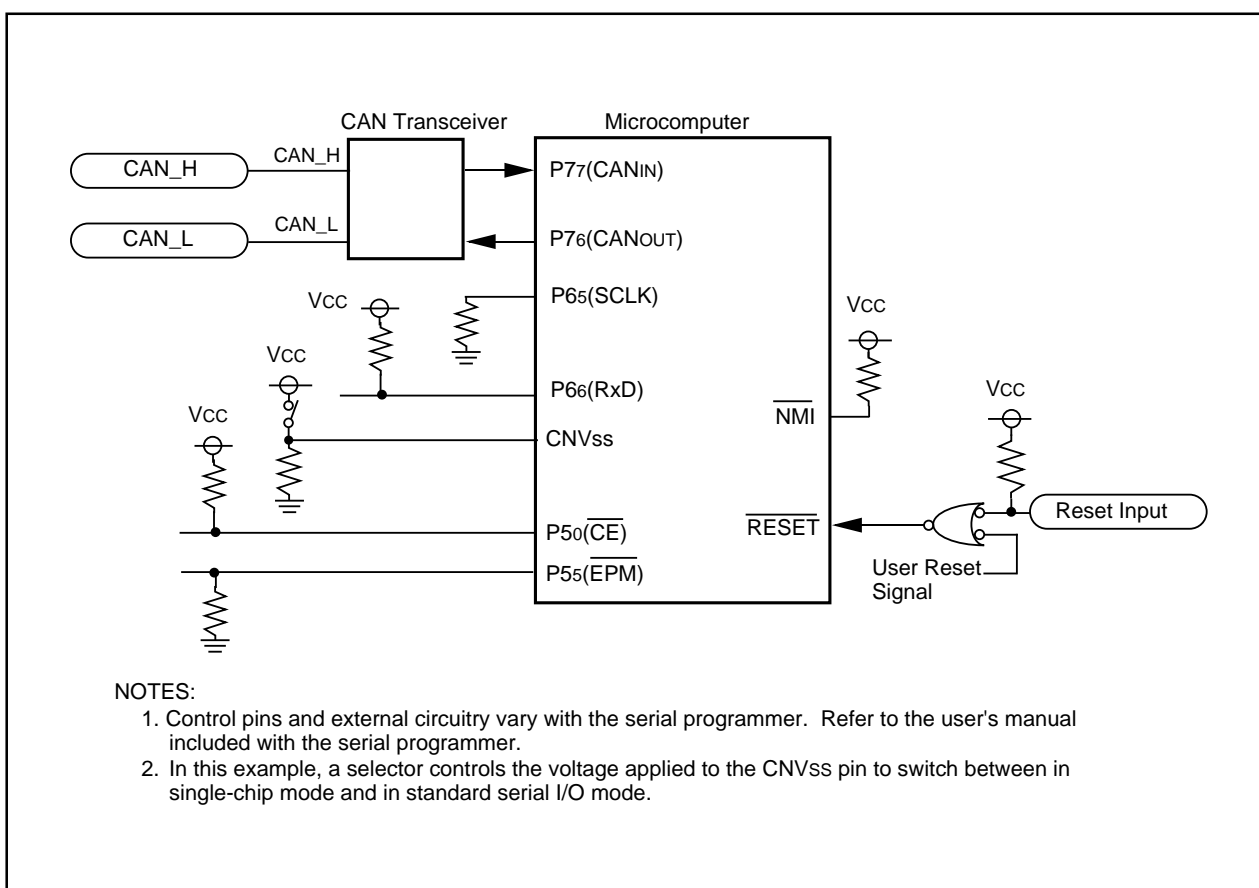 CAN Transceiver
Microcomputer
CAN_H
CAN_H
P77(CANIN)
CAN_L
CAN_L
P76(CANOUT)
P65(SCLK)
VCC
VCC
VCC
P66(RxD)
VCC
NMI
VCC
CNVss
P50(CE)
RESET
Reset Input
P55(EPM)
User Reset
Signal
NOTES:
1. Control pins and external circuitry vary with the serial programmer. Refer to the user's manual
included with the serial programmer.
2. In this example, a selector controls the voltage applied to the CNVSS pin to switch between in
single-chip mode and in standard serial I/O mode.